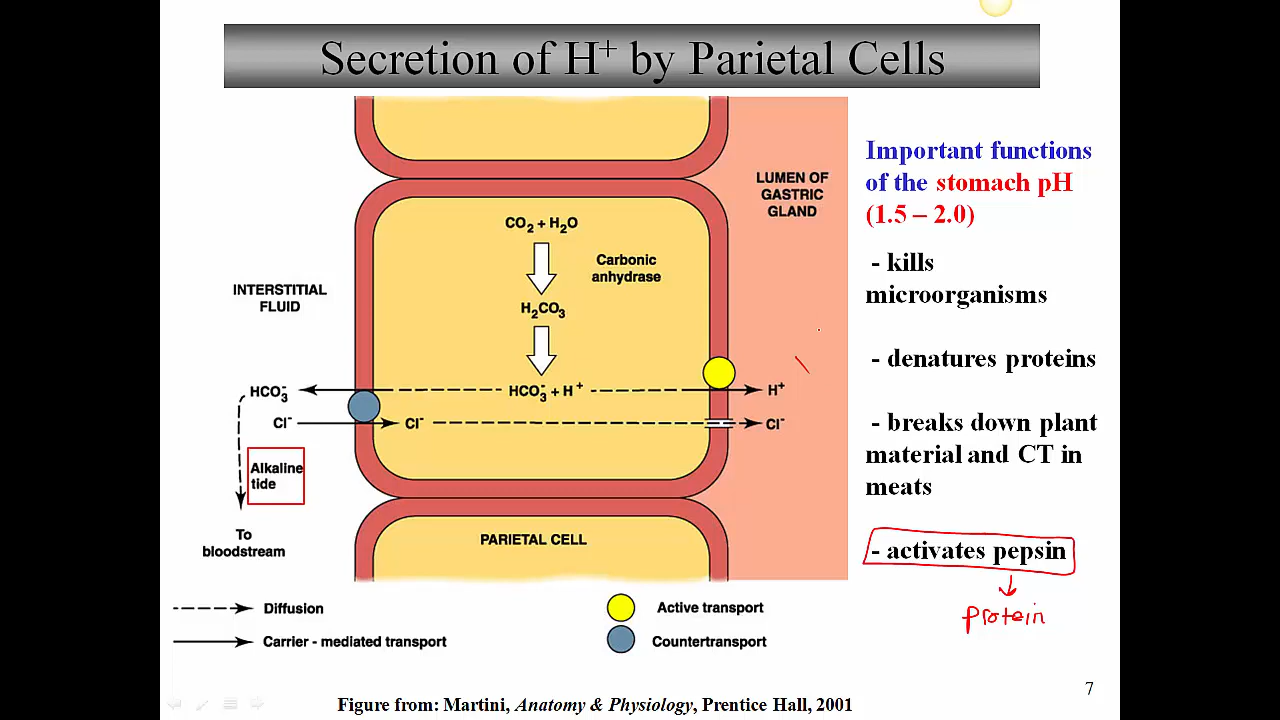 Secretion of H⁺ by Parietal Cells
LUMEN OF
GASTRIC
GLAND
CO₂ + H₂O
Carbonic
anhydrase
H₂CO₃
INTERSTITIAL
FLUID
HCO₃⁻
HCO₃⁻ + H⁺
H⁺
Cl⁻
Cl⁻
Cl⁻
Alkaline
tide
To
bloodstream
PARIETAL CELL
Diffusion
Carrier - mediated transport
Active transport
Countertransport
Important functions
of the stomach pH
(1.5 – 2.0)
- kills
microorganisms
- denatures proteins
- breaks down plant
material and CT in
meats
- activates pepsin
protein
7
Figure from: Martini, Anatomy & Physiology, Prentice Hall, 2001